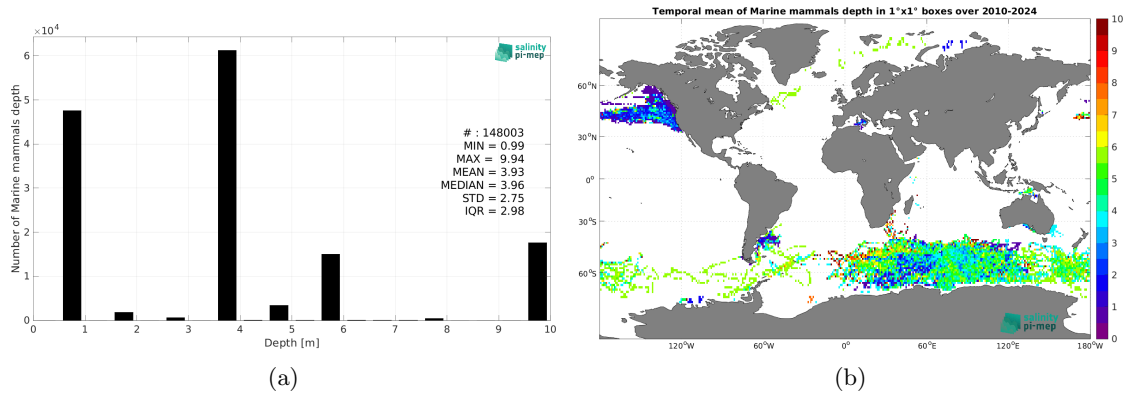 ×10⁴
6
5
4
3
2
1
0
Number of Marine mammals depth
salinity
pi-mep
# : 148003
MIN = 0.99
MAX = 9.94
MEAN = 3.93
MEDIAN = 3.96
STD = 2.75
IQR = 2.98
0 1 2 3 4 5 6 7 8 9 10
Depth [m]
(a)
Temporal mean of Marine mammals depth in 1°x1° boxes over 2010-2024
60°N
30°N
0°
30°S
60°S
120°W 60°W 0° 60°E 120°E 180°W
salinity
pi-mep
10
9
8
7
6
5
4
3
2
1
0
(b)